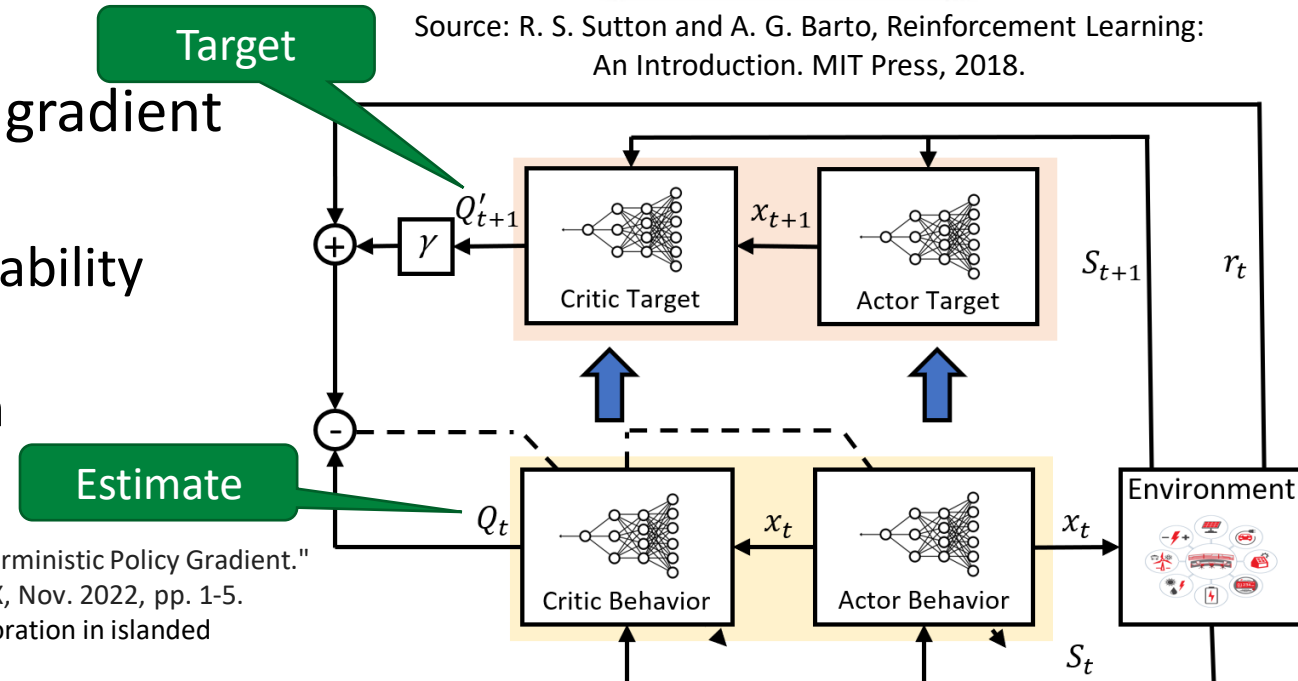 Source: R. S. Sutton and A. G. Barto, Reinforcement Learning:
An Introduction. MIT Press, 2018.
Target
gradient
ability
Q′t+1
γ
+
xt+1
Critic Target
Actor Target
St+1
rt
-
Estimate
Qt
xt
xt
Environment
Critic Behavior
Actor Behavior
St
erministic Policy Gradient."
, Nov. 2022, pp. 1-5.
oration in islanded